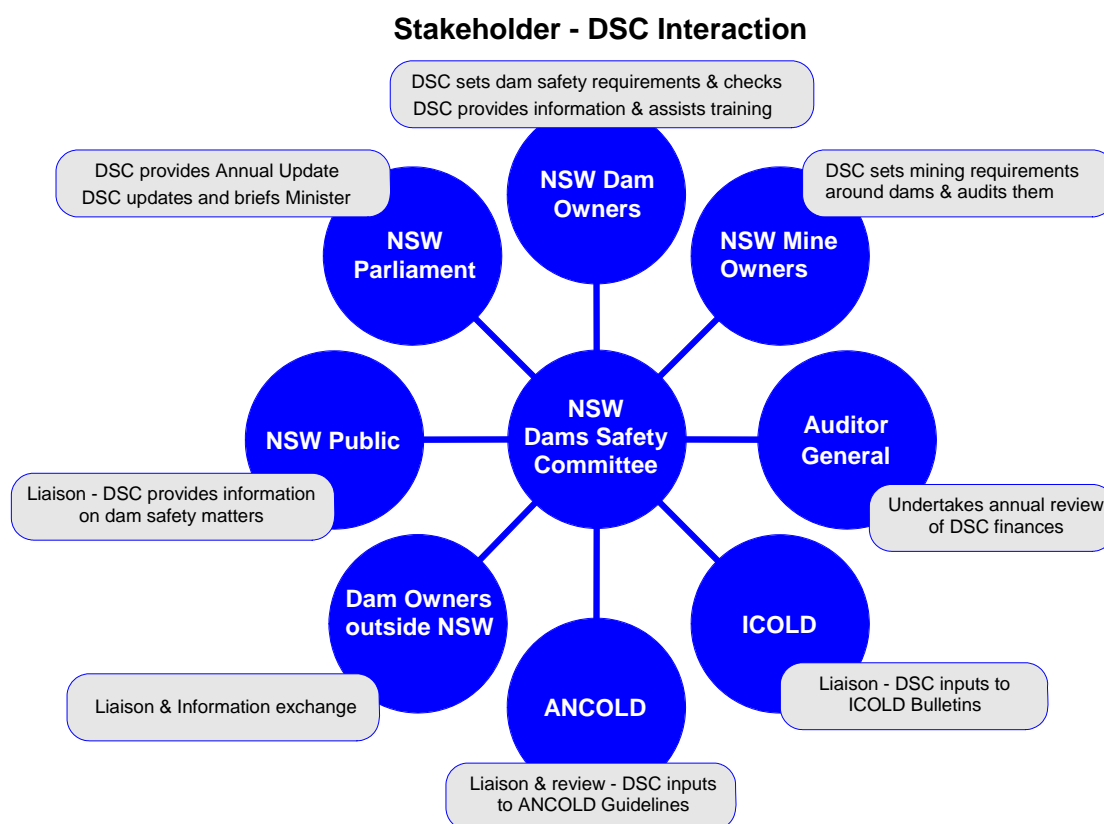 Stakeholder - DSC Interaction
DSC sets dam safety requirements & checks
DSC provides information & assists training
NSW Dam
Owners
DSC provides Annual Update
DSC updates and briefs Minister
NSW
Parliament
DSC sets mining requirements
around dams & audits them
NSW Mine
Owners
NSW Public
Liaison - DSC provides information
on dam safety matters
NSW
Dams Safety
Committee
Auditor
General
Undertakes annual review
of DSC finances
Dam Owners
outside NSW
Liaison & Information exchange
ANCOLD
Liaison & review - DSC inputs
to ANCOLD Guidelines
ICOLD
Liaison - DSC inputs to
ICOLD Bulletins